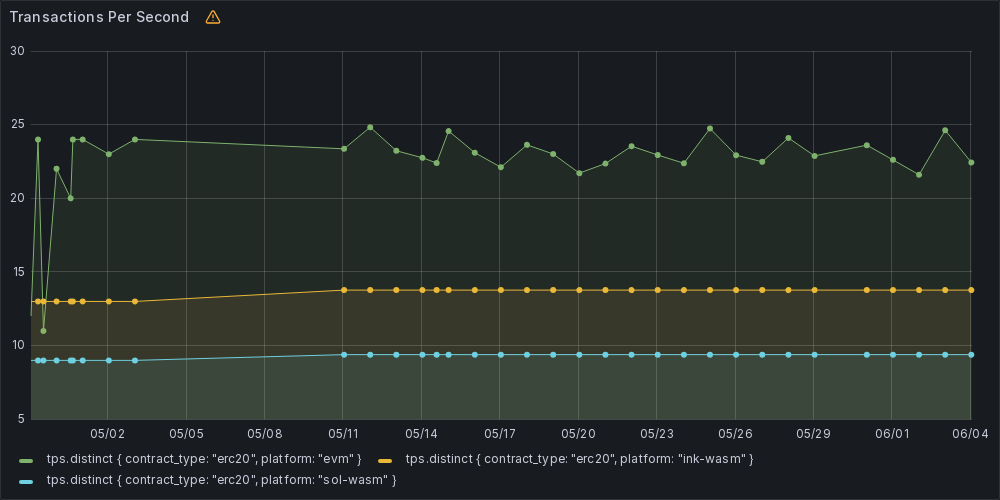 Transactions Per Second
30
25
20
15
10
5
05/02 05/05 05/08 05/11 05/14 05/17 05/20 05/23 05/26 05/29 06/01 06/04
tps.distinct { contract_type: "erc20", platform: "evm" } tps.distinct { contract_type: "erc20", platform: "ink-wasm" }
tps.distinct { contract_type: "erc20", platform: "sol-wasm" }